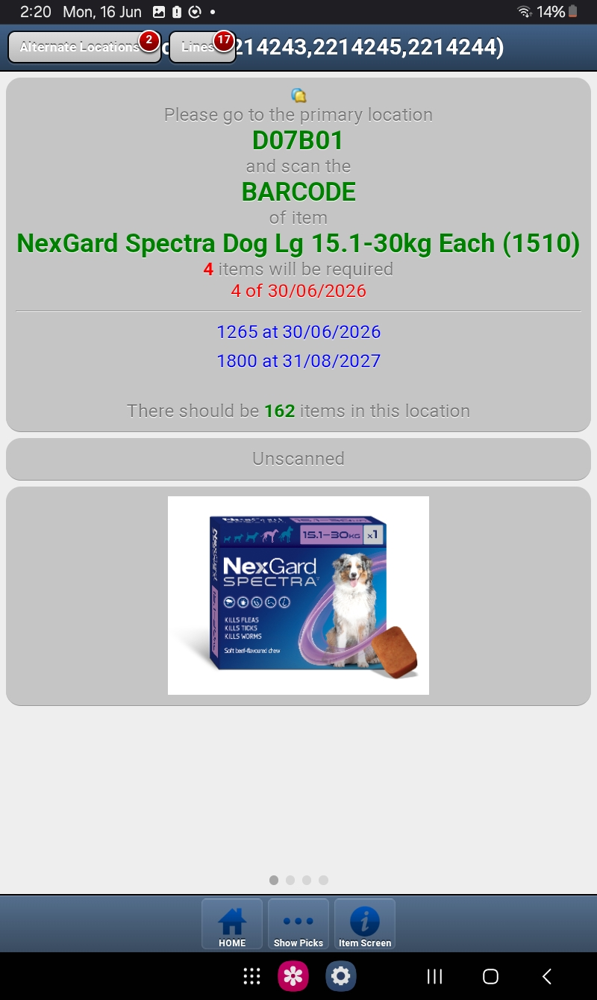 2:20 Mon, 16 Jun 14%
Alternate Locations 2 Lines 17 214243,2214245,2214244)
Please go to the primary location
D07B01
and scan the
BARCODE
of item
NexGard Spectra Dog Lg 15.1-30kg Each (1510)
4 items will be required
4 of 30/06/2026
1265 at 30/06/2026
1800 at 31/08/2027
There should be 162 items in this location
Unscanned
15.1–30KG x1
NexGard
SPECTRA
KILLS FLEAS
KILLS TICKS
KILLS WORMS
Soft beef-flavoured chew
HOME Show Picks Item Screen